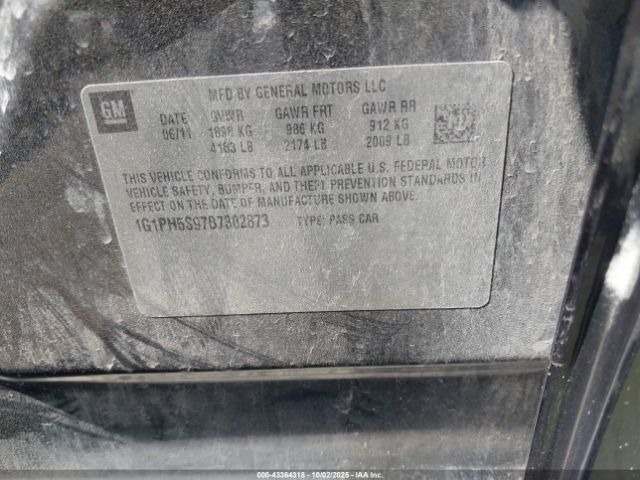 GM
MFD BY GENERAL MOTORS LLC
DATE GVWR GAWR FRT GAWR RR
06/11 1898 KG 986 KG 912 KG
4183 LB 2174 LB 2009 LB
THIS VEHICLE CONFORMS TO ALL APPLICABLE U.S. FEDERAL MOTOR
VEHICLE SAFETY, BUMPER, AND THEFT PREVENTION STANDARDS IN
EFFECT ON THE DATE OF MANUFACTURE SHOWN ABOVE.
1G1PH5S97B7302873 TYPE: PASS CAR
000-43364318 | 10/02/2025 | IAA, Inc.